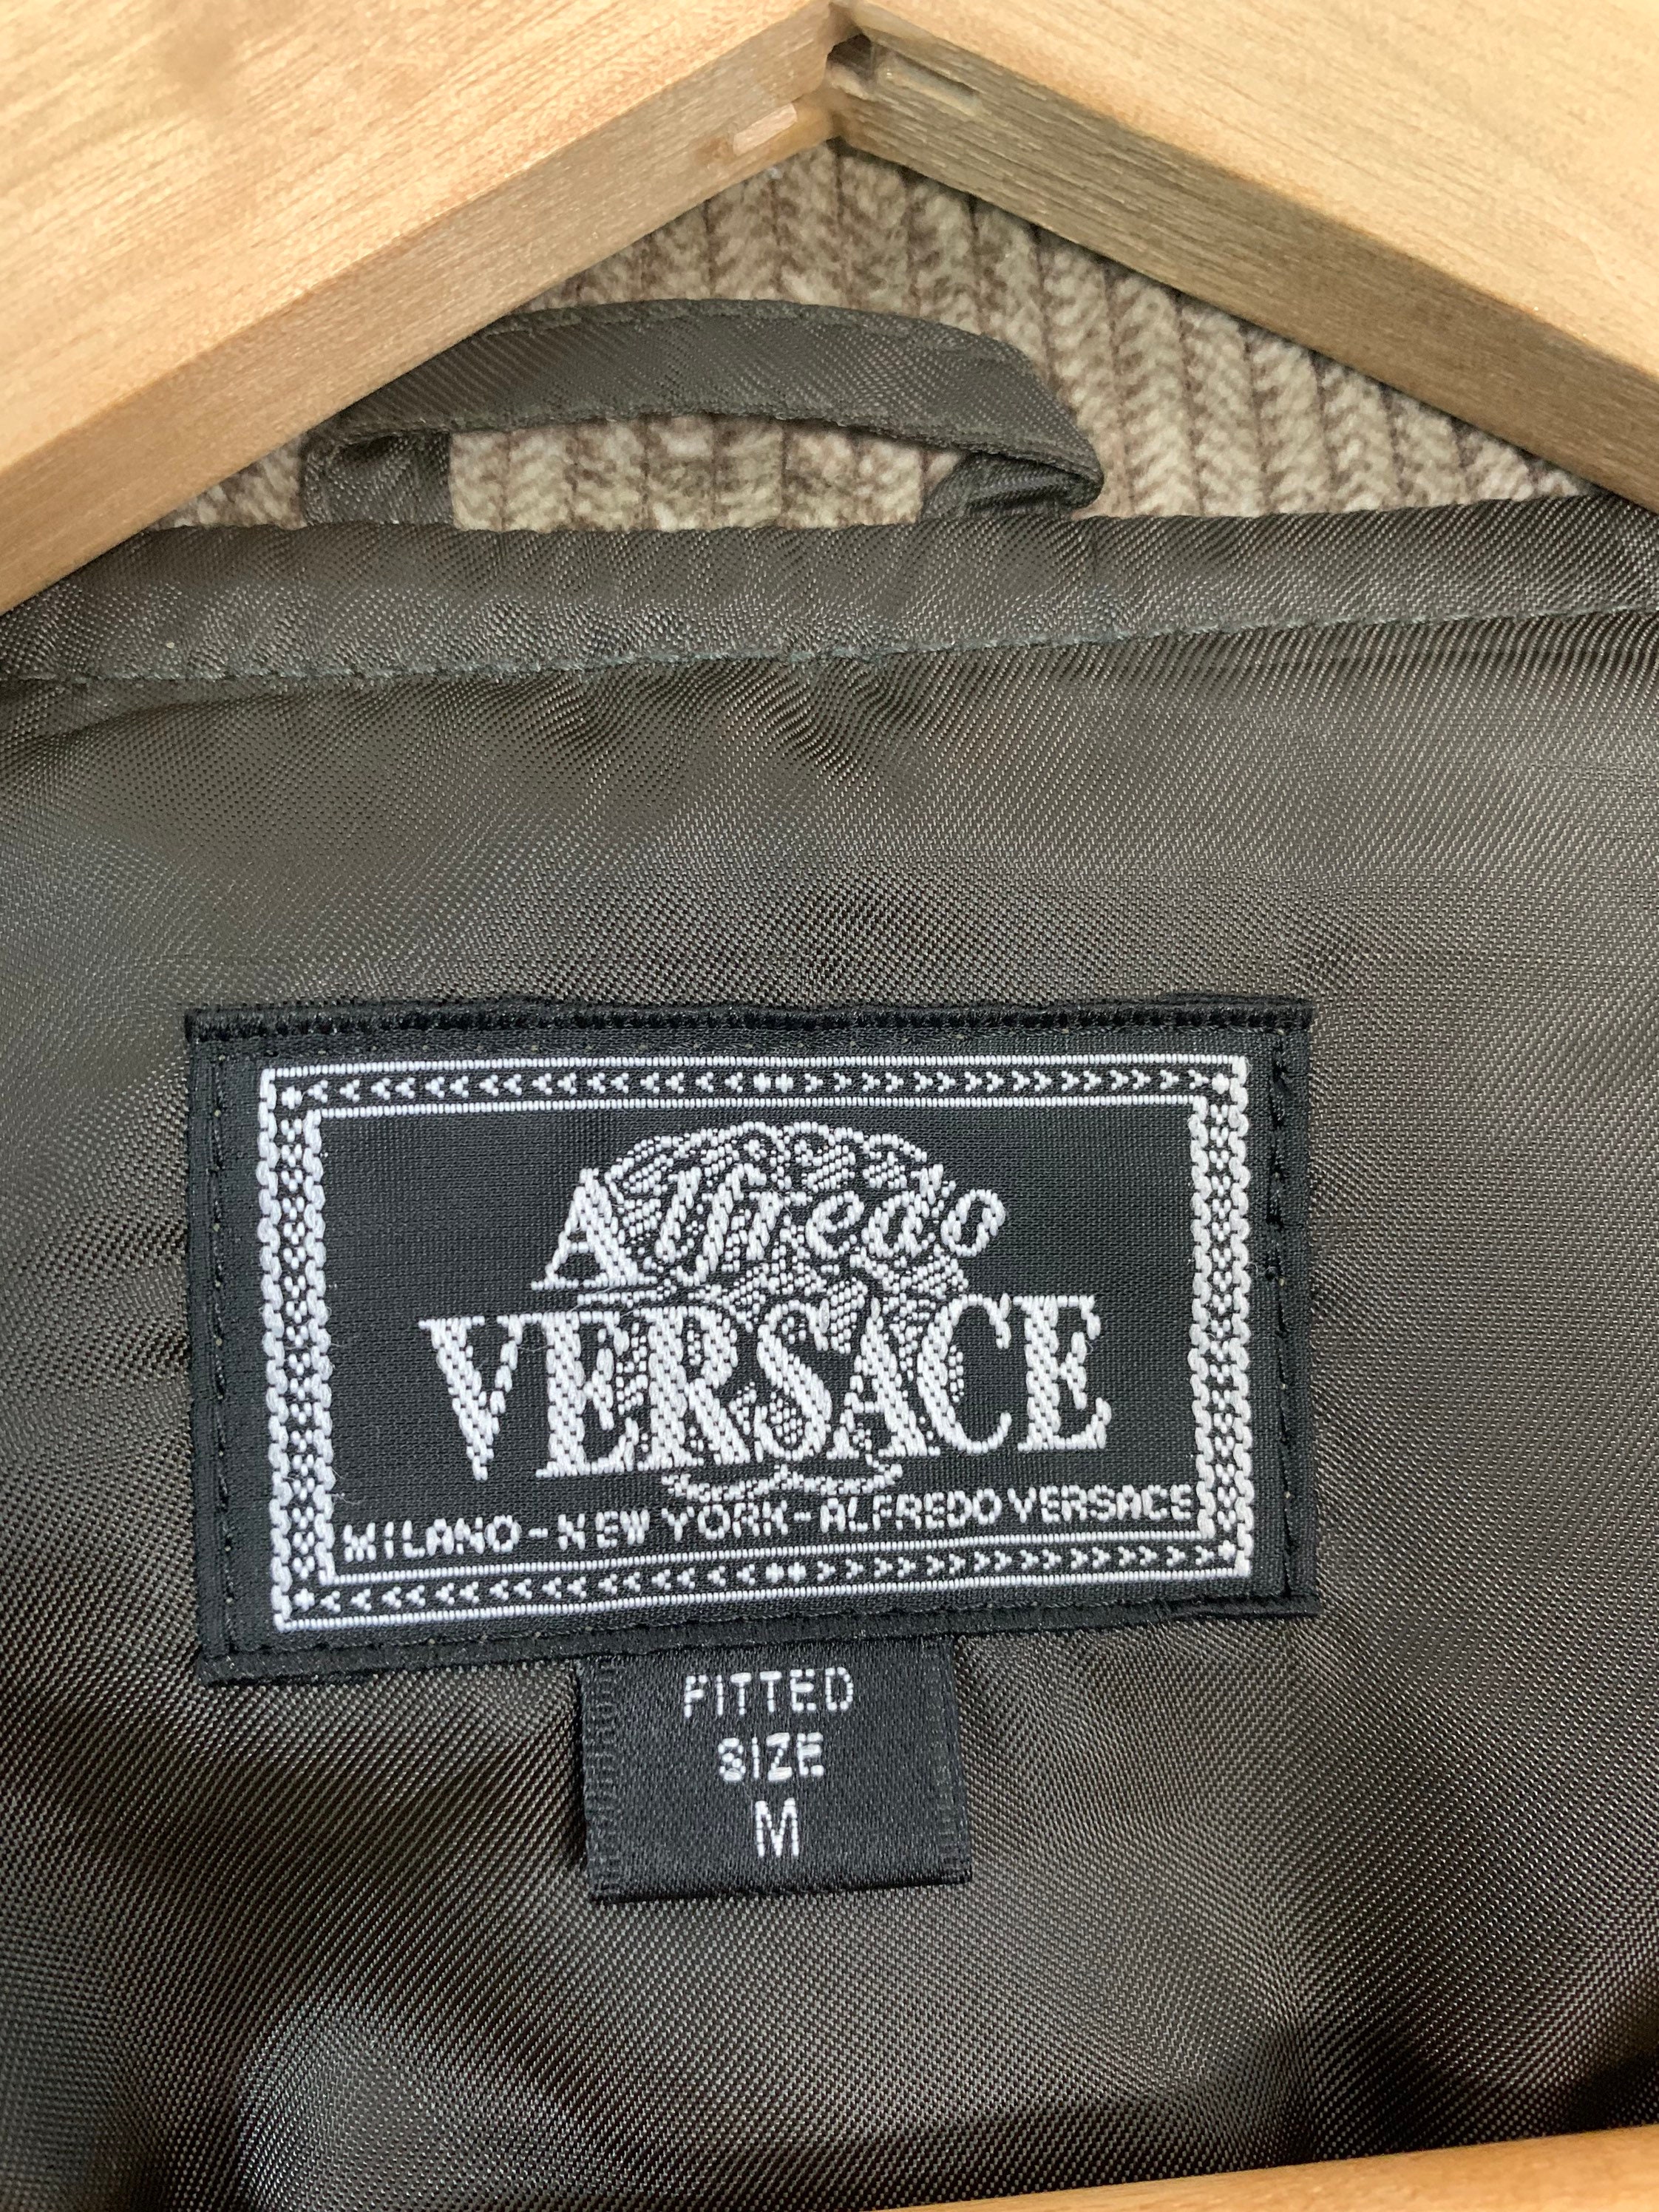 Alfredo
VERSACE
MILANO - NEW YORK - ALFREDO VERSACE
FITTED
SIZE
M